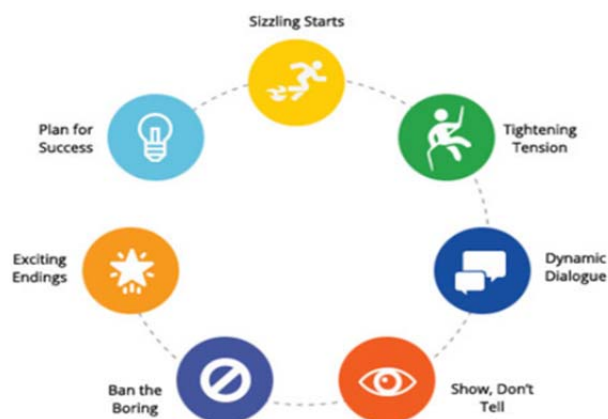 Sizzling Starts
Plan for
Success
Tightening
Tension
Exciting
Endings
Dynamic
Dialogue
Ban the
Boring
Show, Don't
Tell